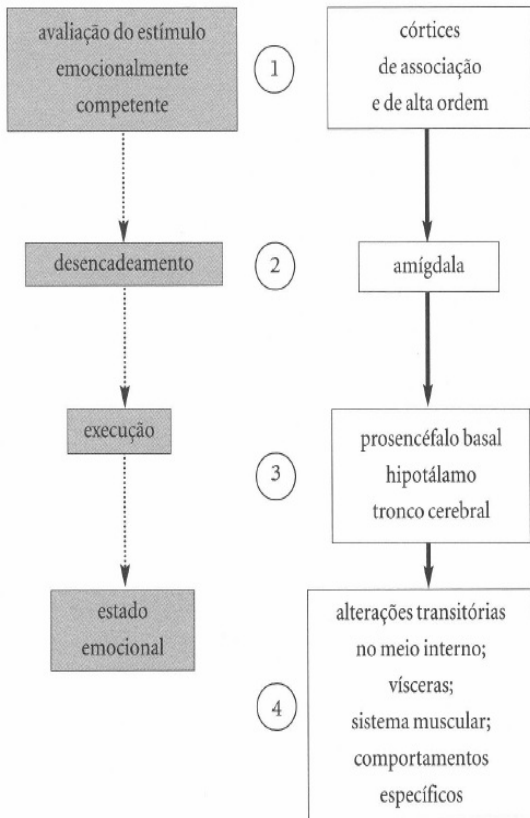 avaliação do estímulo
emocionalmente
competente
1
córtices
de associação
e de alta ordem
desencadeamento
2
amígdala
execução
3
prosencéfalo basal
hipotálamo
tronco cerebral
estado
emocional
4
alterações transitórias
no meio interno;
vísceras;
sistema muscular;
comportamentos
específicos